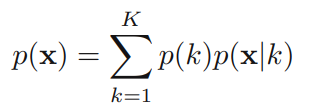 p(x) = ∑_{k=1}^{K} p(k)p(x|k)